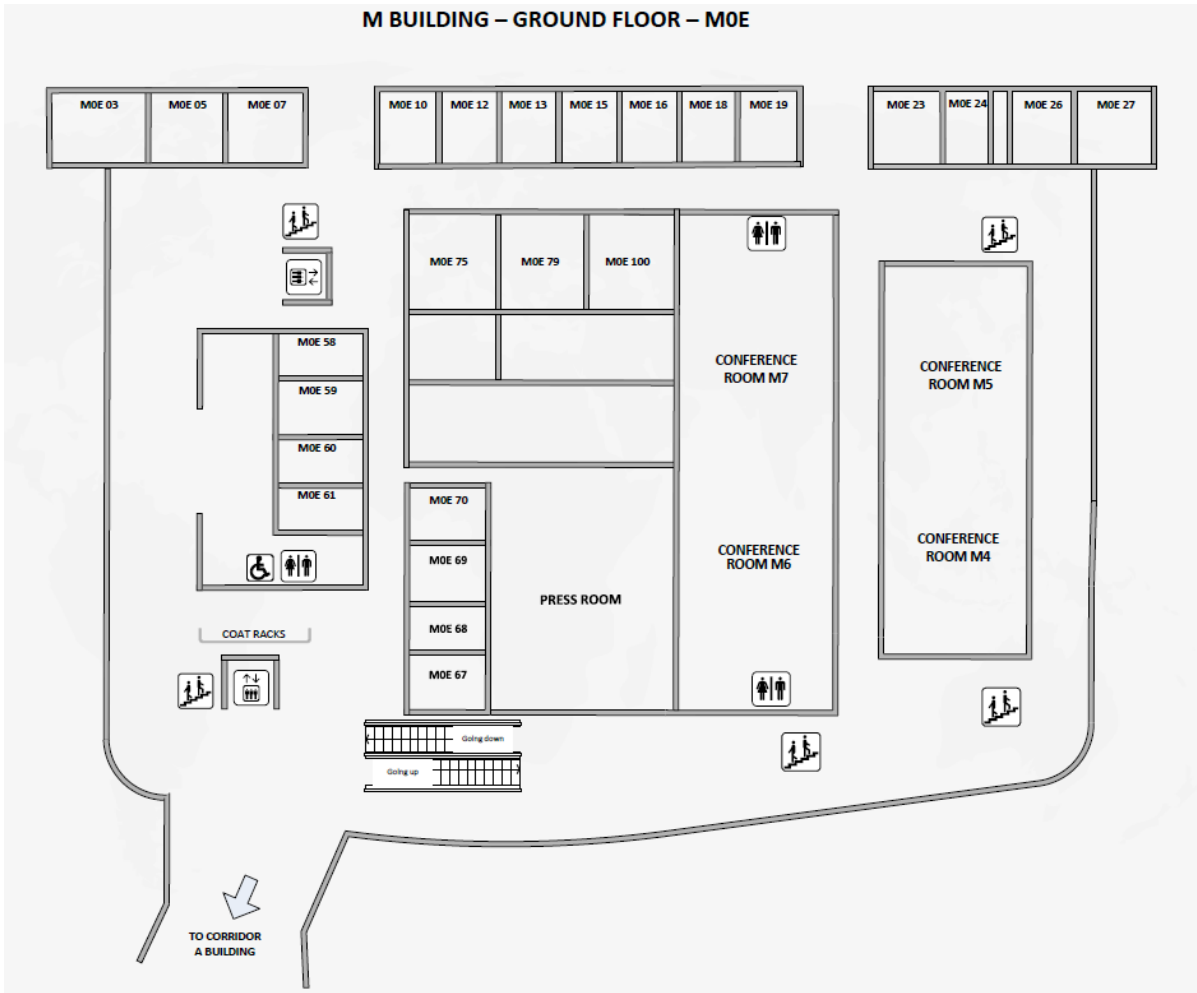 M BUILDING – GROUND FLOOR – M0E
M0E 03
M0E 05
M0E 07
M0E 10
M0E 12
M0E 13
M0E 15
M0E 16
M0E 18
M0E 19
M0E 23
M0E 24
M0E 26
M0E 27
M0E 75
M0E 79
M0E 100
M0E 58
M0E 59
M0E 60
M0E 61
CONFERENCE
ROOM M7
CONFERENCE
ROOM M5
M0E 70
M0E 69
M0E 68
M0E 67
PRESS ROOM
CONFERENCE
ROOM M6
CONFERENCE
ROOM M4
COAT RACKS
Going down
Going up
TO CORRIDOR
A BUILDING